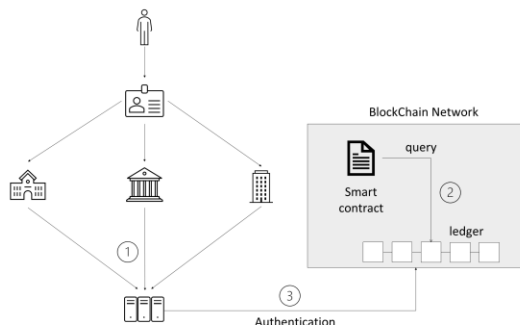 BlockChain Network
query
Smart
contract
2
ledger
1
3
Authentication